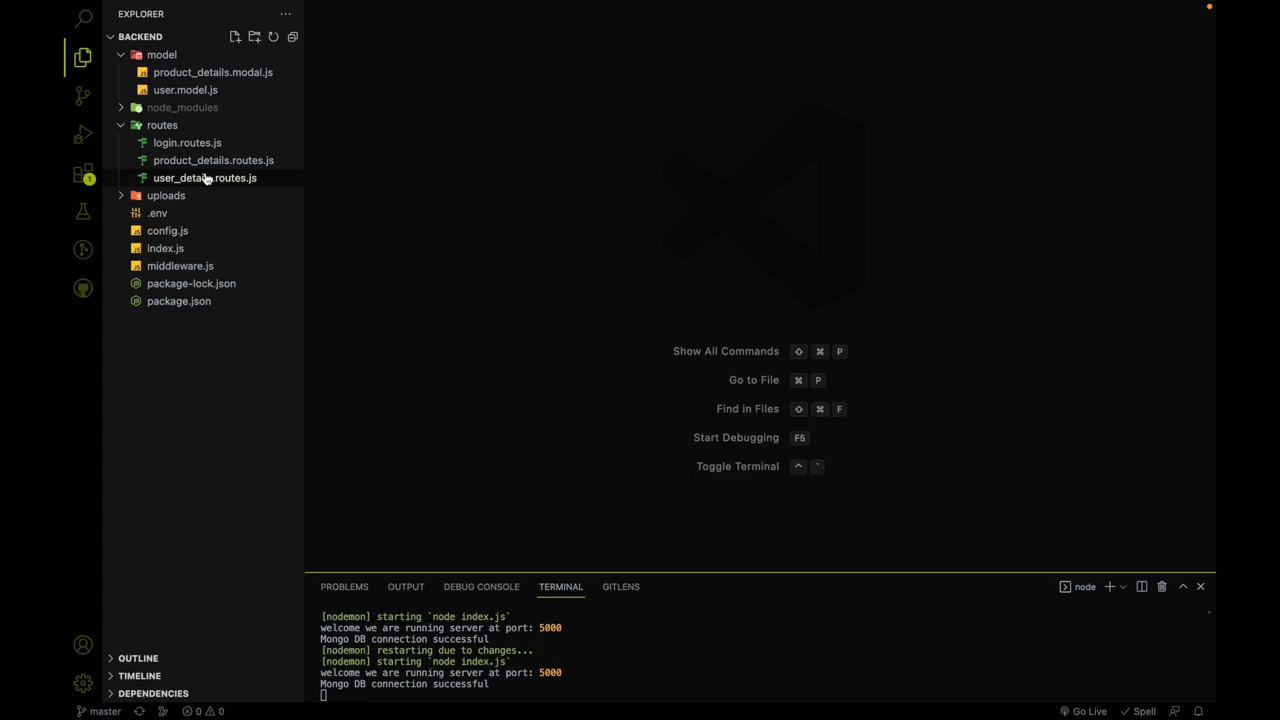 EXPLORER
BACKEND
model
product_details.modal.js
user.model.js
node_modules
routes
login.routes.js
product_details.routes.js
user_details.routes.js
uploads
.env
config.js
index.js
middleware.js
package-lock.json
package.json
OUTLINE
TIMELINE
DEPENDENCIES
1
Show All Commands ⇧ ⌘ P
Go to File ⌘ P
Find in Files ⇧ ⌘ F
Start Debugging F5
Toggle Terminal ^ `
PROBLEMS OUTPUT DEBUG CONSOLE TERMINAL GITLENS
node
[nodemon] starting `node index.js`
welcome we are running server at port: 5000
Mongo DB connection successful
[nodemon] restarting due to changes...
[nodemon] starting `node index.js`
welcome we are running server at port: 5000
Mongo DB connection successful
master 0 0 Go Live Spell